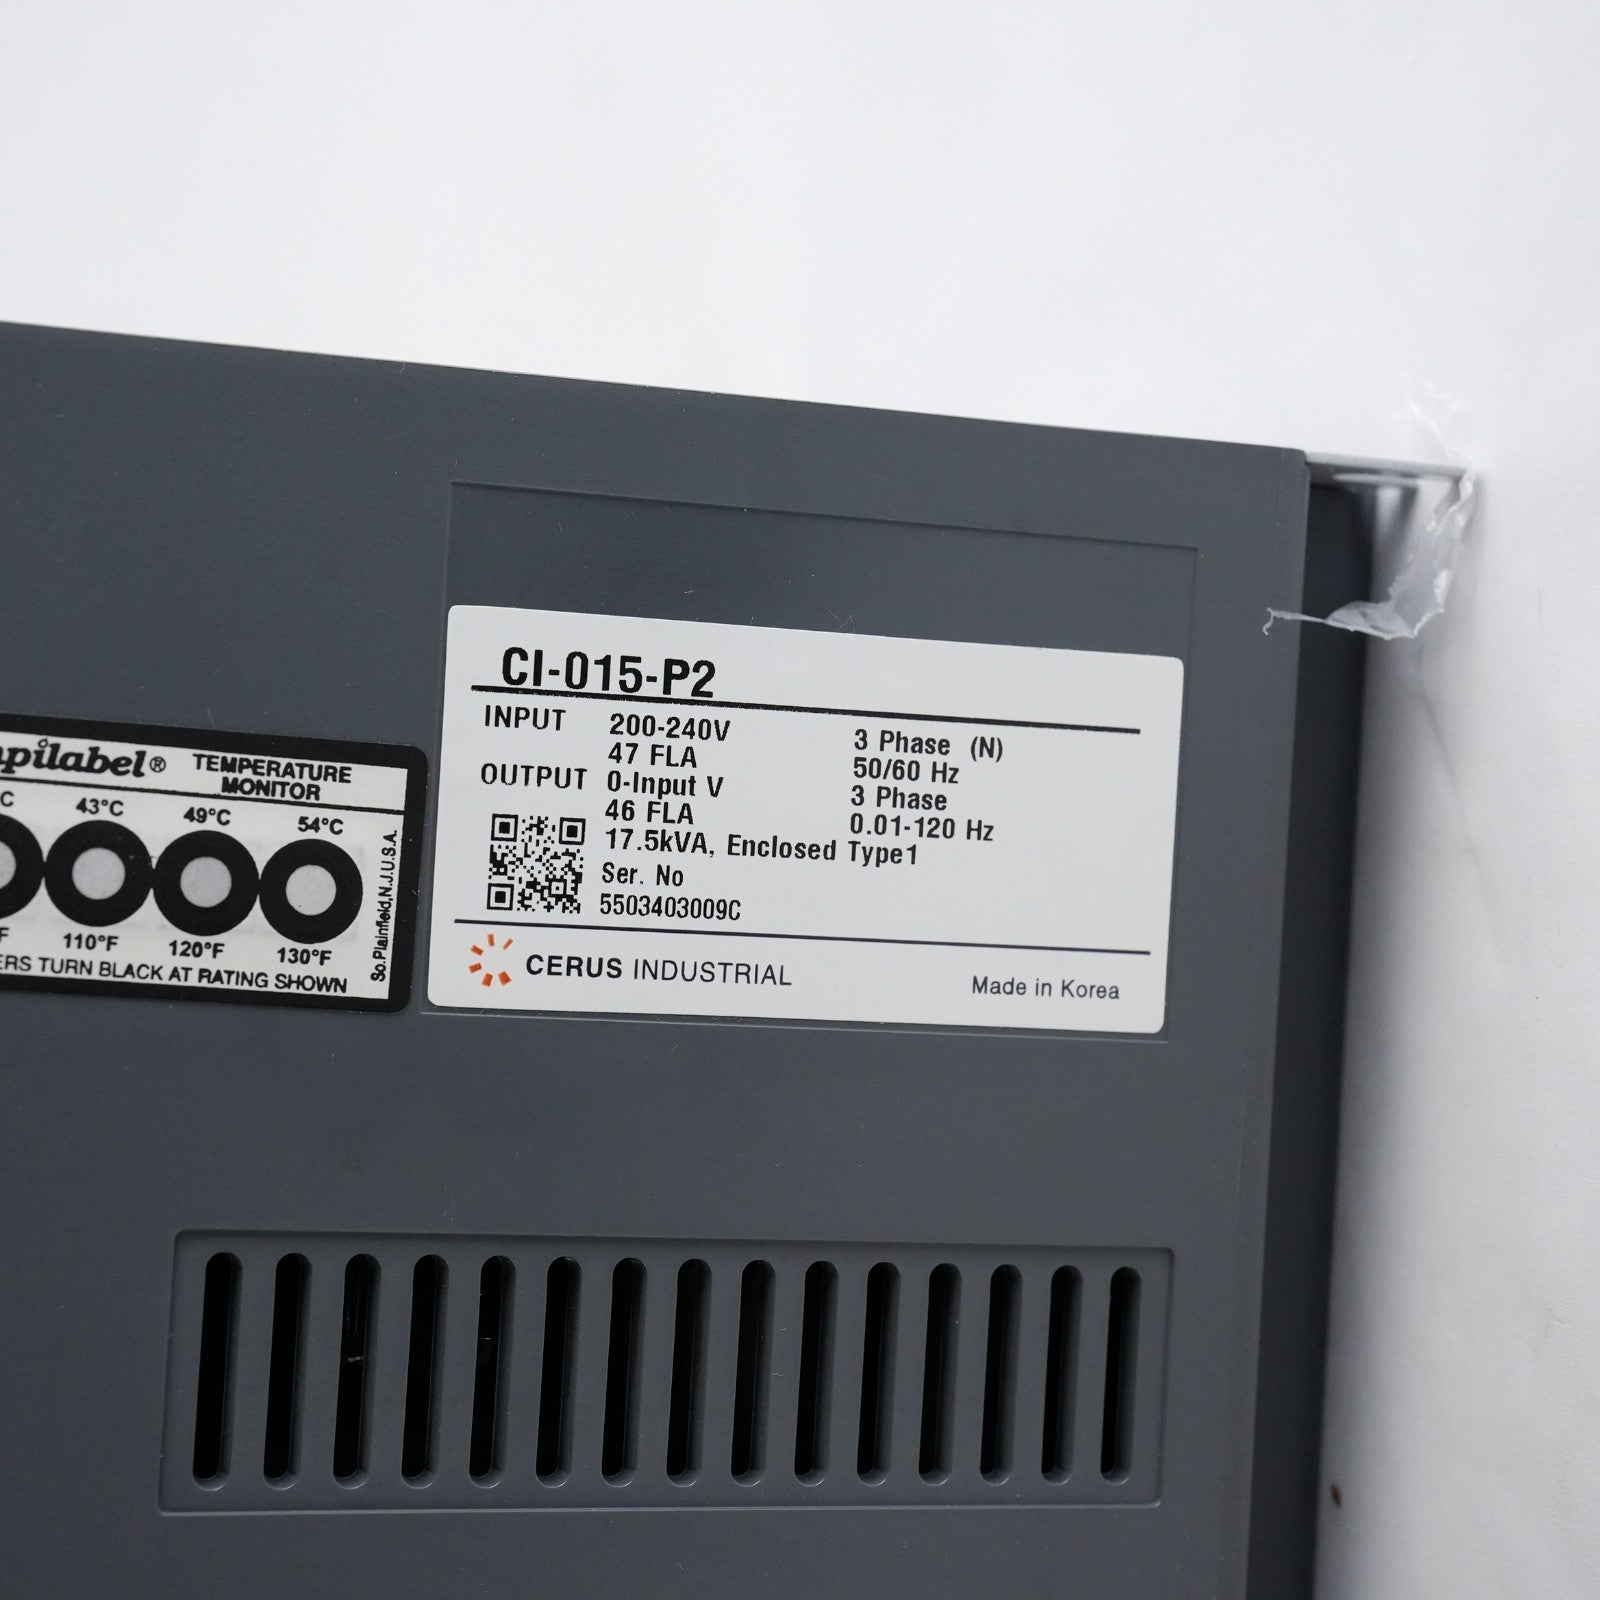 CI-015-P2
INPUT 200-240V 3 Phase (N)
47 FLA 50/60 Hz
OUTPUT 0-Input V 3 Phase
46 FLA 0.01-120 Hz
17.5kVA, Enclosed Type1
Ser. No
5503403009C
CERUS INDUSTRIAL
Made in Korea
pilabel® TEMPERATURE
MONITOR
C 43°C 49°C 54°C
F 110°F 120°F 130°F
ERS TURN BLACK AT RATING SHOWN
So.Plainfield,N.J.U.S.A.